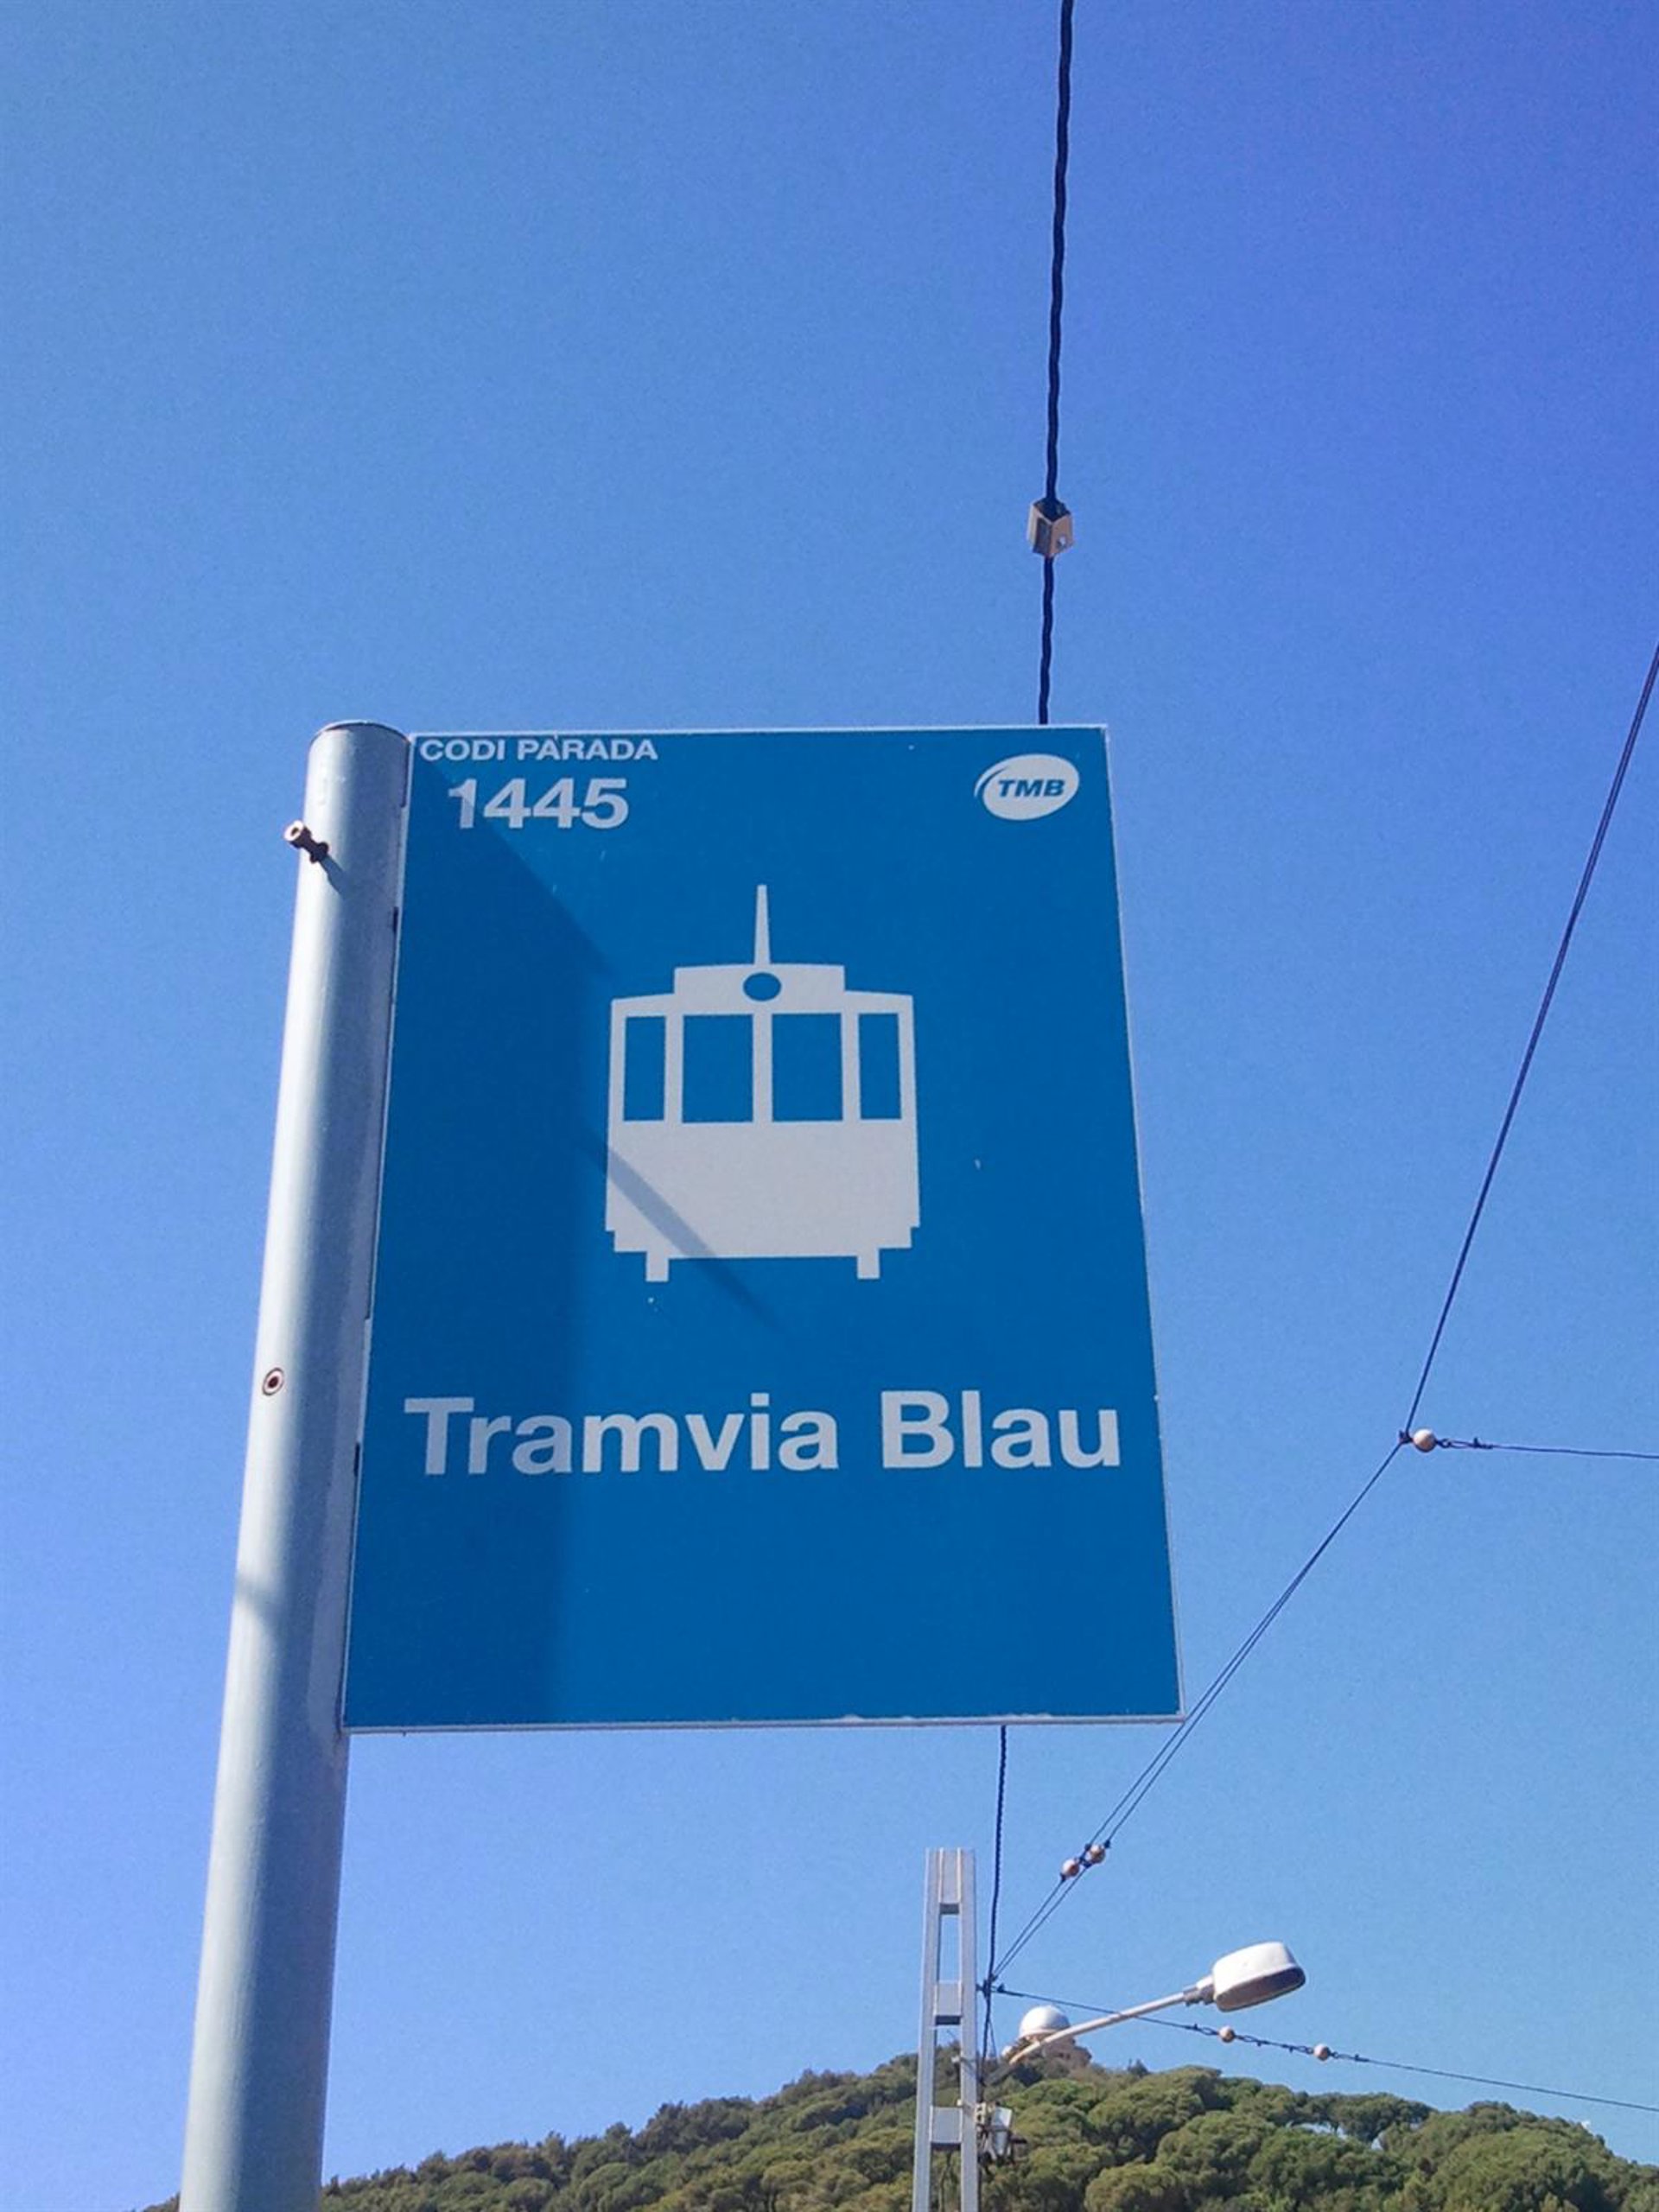 CODI PARADA
1445
TMB
Tramvia Blau